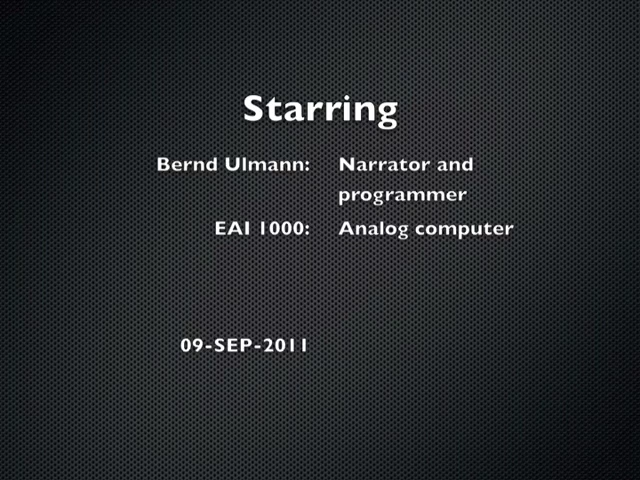 Starring
Bernd Ulmann: Narrator and
programmer
EAI 1000: Analog computer
09-SEP-2011